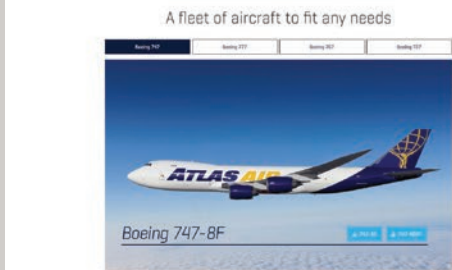 A fleet of aircraft to fit any needs
Boeing 747
Boeing 777
Boeing 767
Boeing 737
ATLAS AIR
Boeing 747-8F